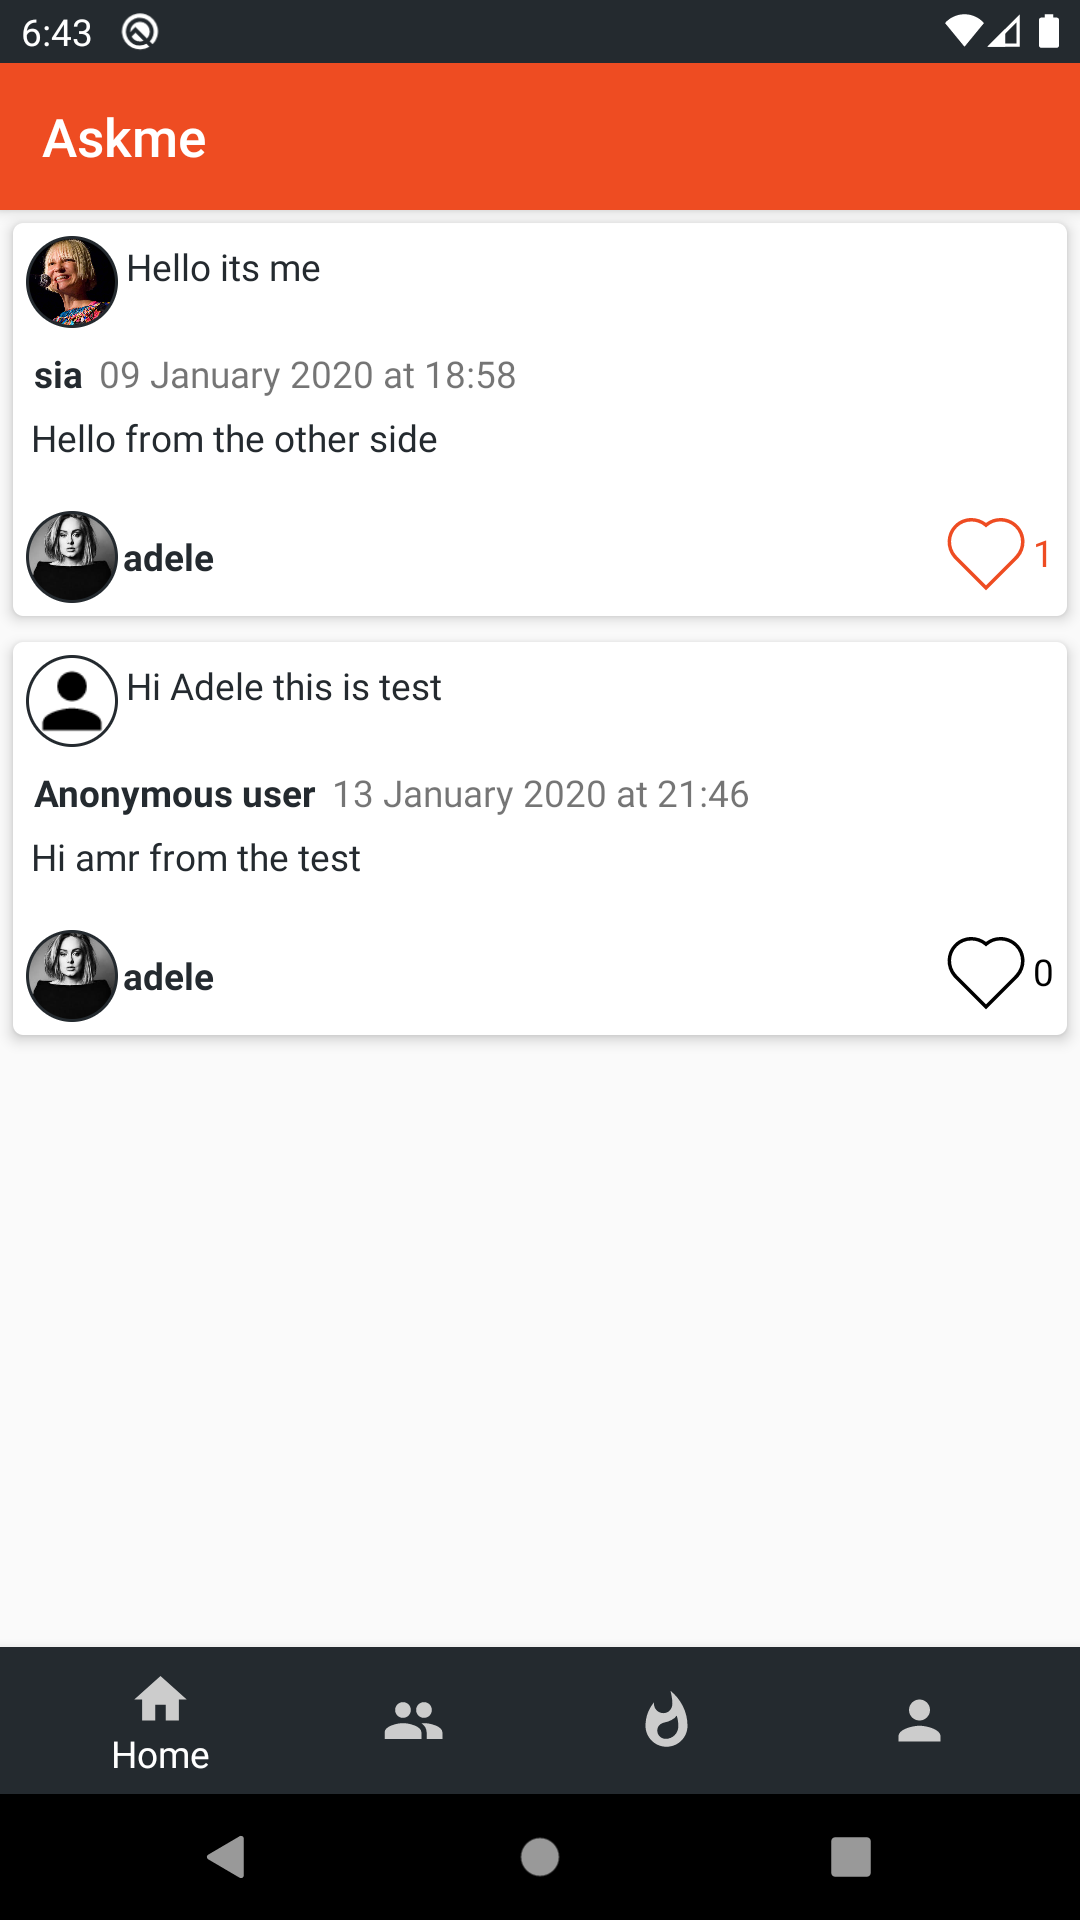 6:43
Askme
Hello its me
sia 09 January 2020 at 18:58
Hello from the other side
adele 1
Hi Adele this is test
Anonymous user 13 January 2020 at 21:46
Hi amr from the test
adele 0
Home